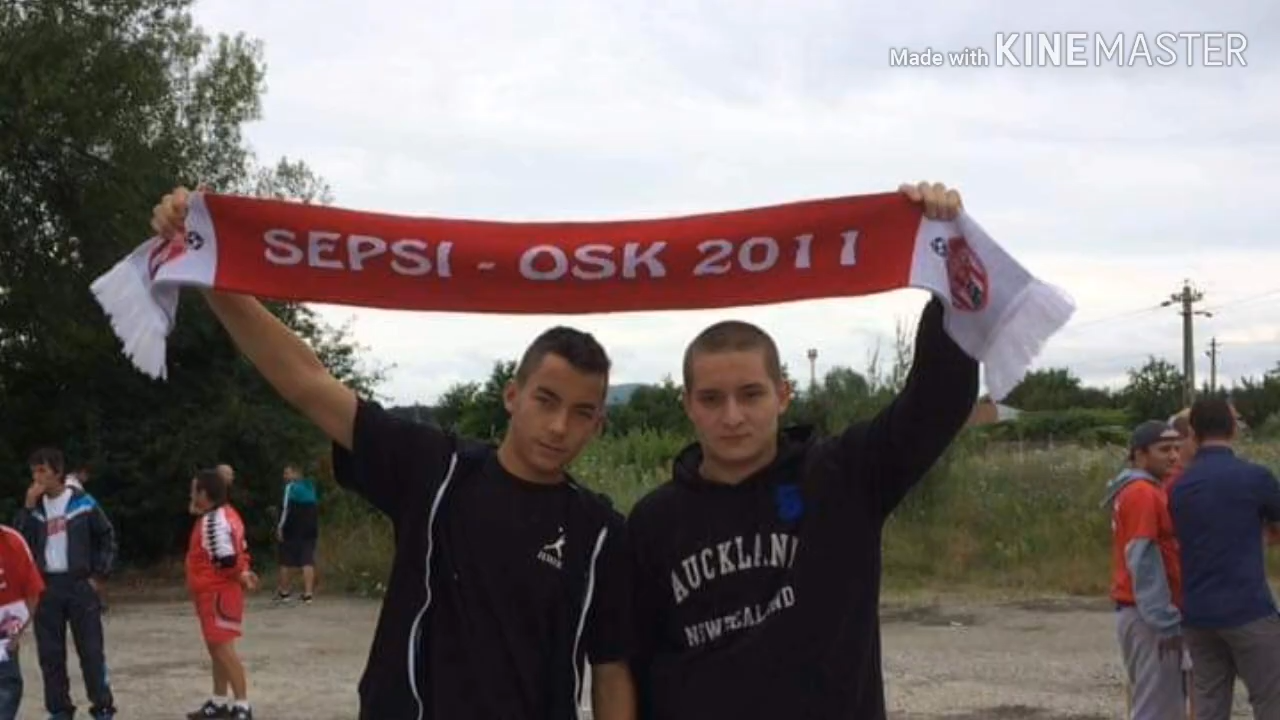 Made with KINEMASTER
SEPSI - OSK 2011
AUCKLAND
NEW ZEALAND